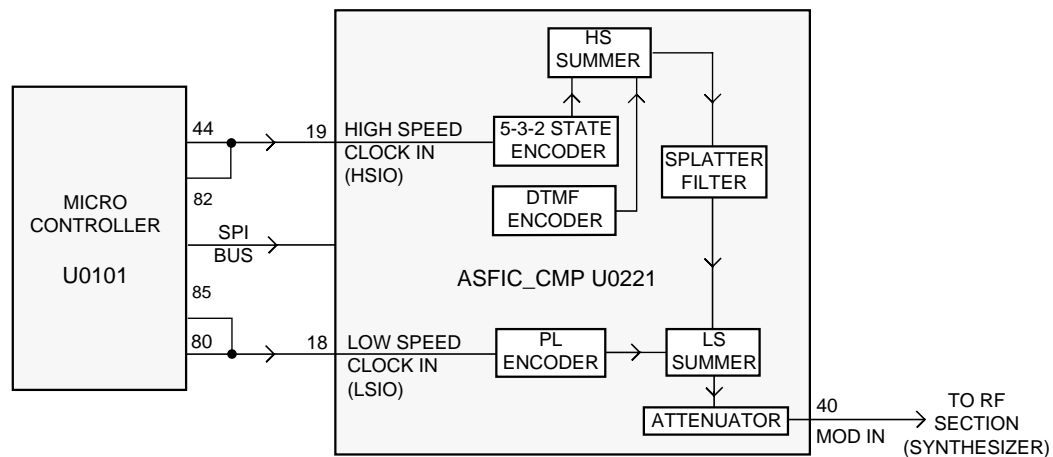 HS
SUMMER
44
19
HIGH SPEED
CLOCK IN
(HSIO)
5-3-2 STATE
ENCODER
SPLATTER
FILTER
82
DTMF
ENCODER
MICRO
CONTROLLER
U0101
SPI
BUS
ASFIC_CMP U0221
85
80
18
LOW SPEED
CLOCK IN
(LSIO)
PL
ENCODER
LS
SUMMER
ATTENUATOR
40
MOD IN
TO RF
SECTION
(SYNTHESIZER)